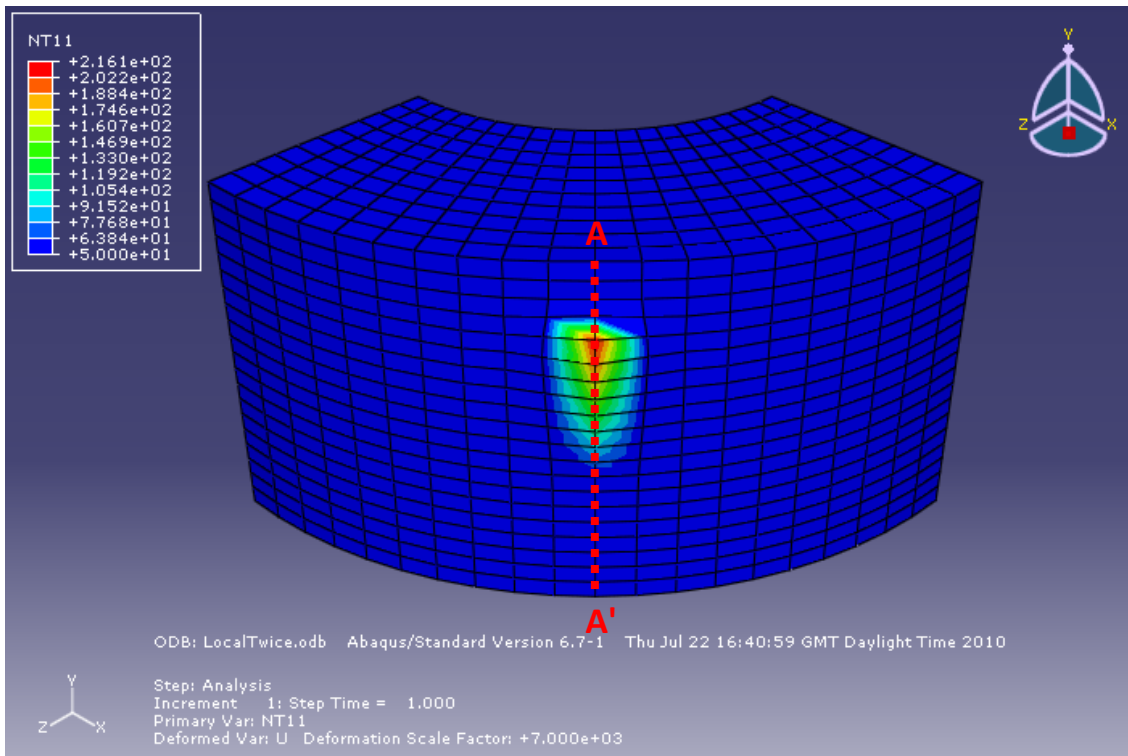 NT11
+2.161e+02
+2.022e+02
+1.884e+02
+1.746e+02
+1.607e+02
+1.469e+02
+1.330e+02
+1.192e+02
+1.054e+02
+9.152e+01
+7.768e+01
+6.384e+01
+5.000e+01
Y
Z X
A
A'
ODB: LocalTwice.odb Abaqus/Standard Version 6.7-1 Thu Jul 22 16:40:59 GMT Daylight Time 2010
Y
Z X
Step: Analysis
Increment 1: Step Time = 1.000
Primary Var: NT11
Deformed Var: U Deformation Scale Factor: +7.000e+03